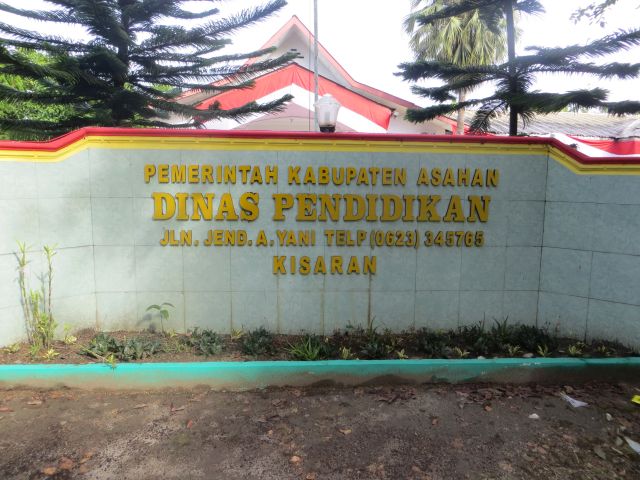 PEMERINTAH KABUPATEN ASAHAN
DINAS PENDIDIKAN
JLN. JEND. A. YANI TELP (0623) 345765
KISARAN